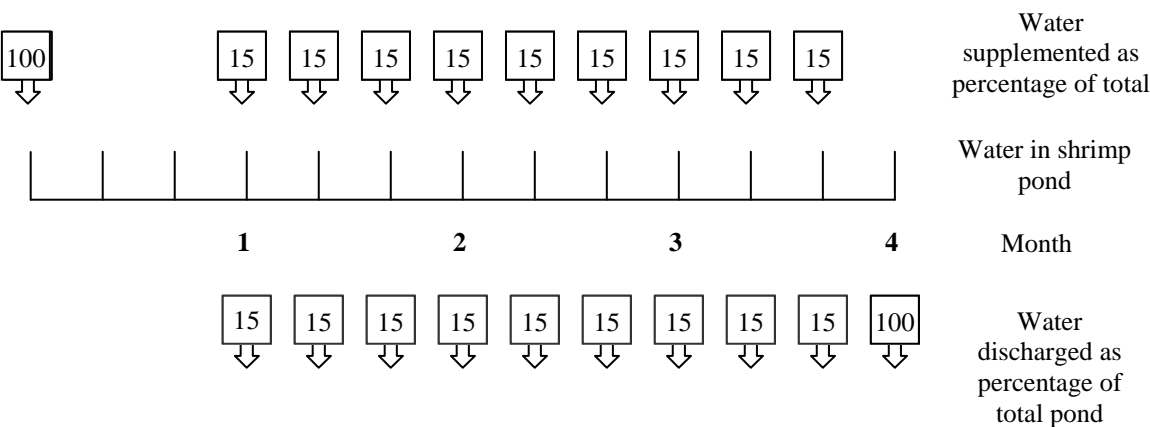 100 15 15 15 15 15 15 15 15 15
Water
supplemented as
percentage of total
Water in shrimp
pond
1 2 3 4 Month
15 15 15 15 15 15 15 15 15 100
Water
discharged as
percentage of
total pond